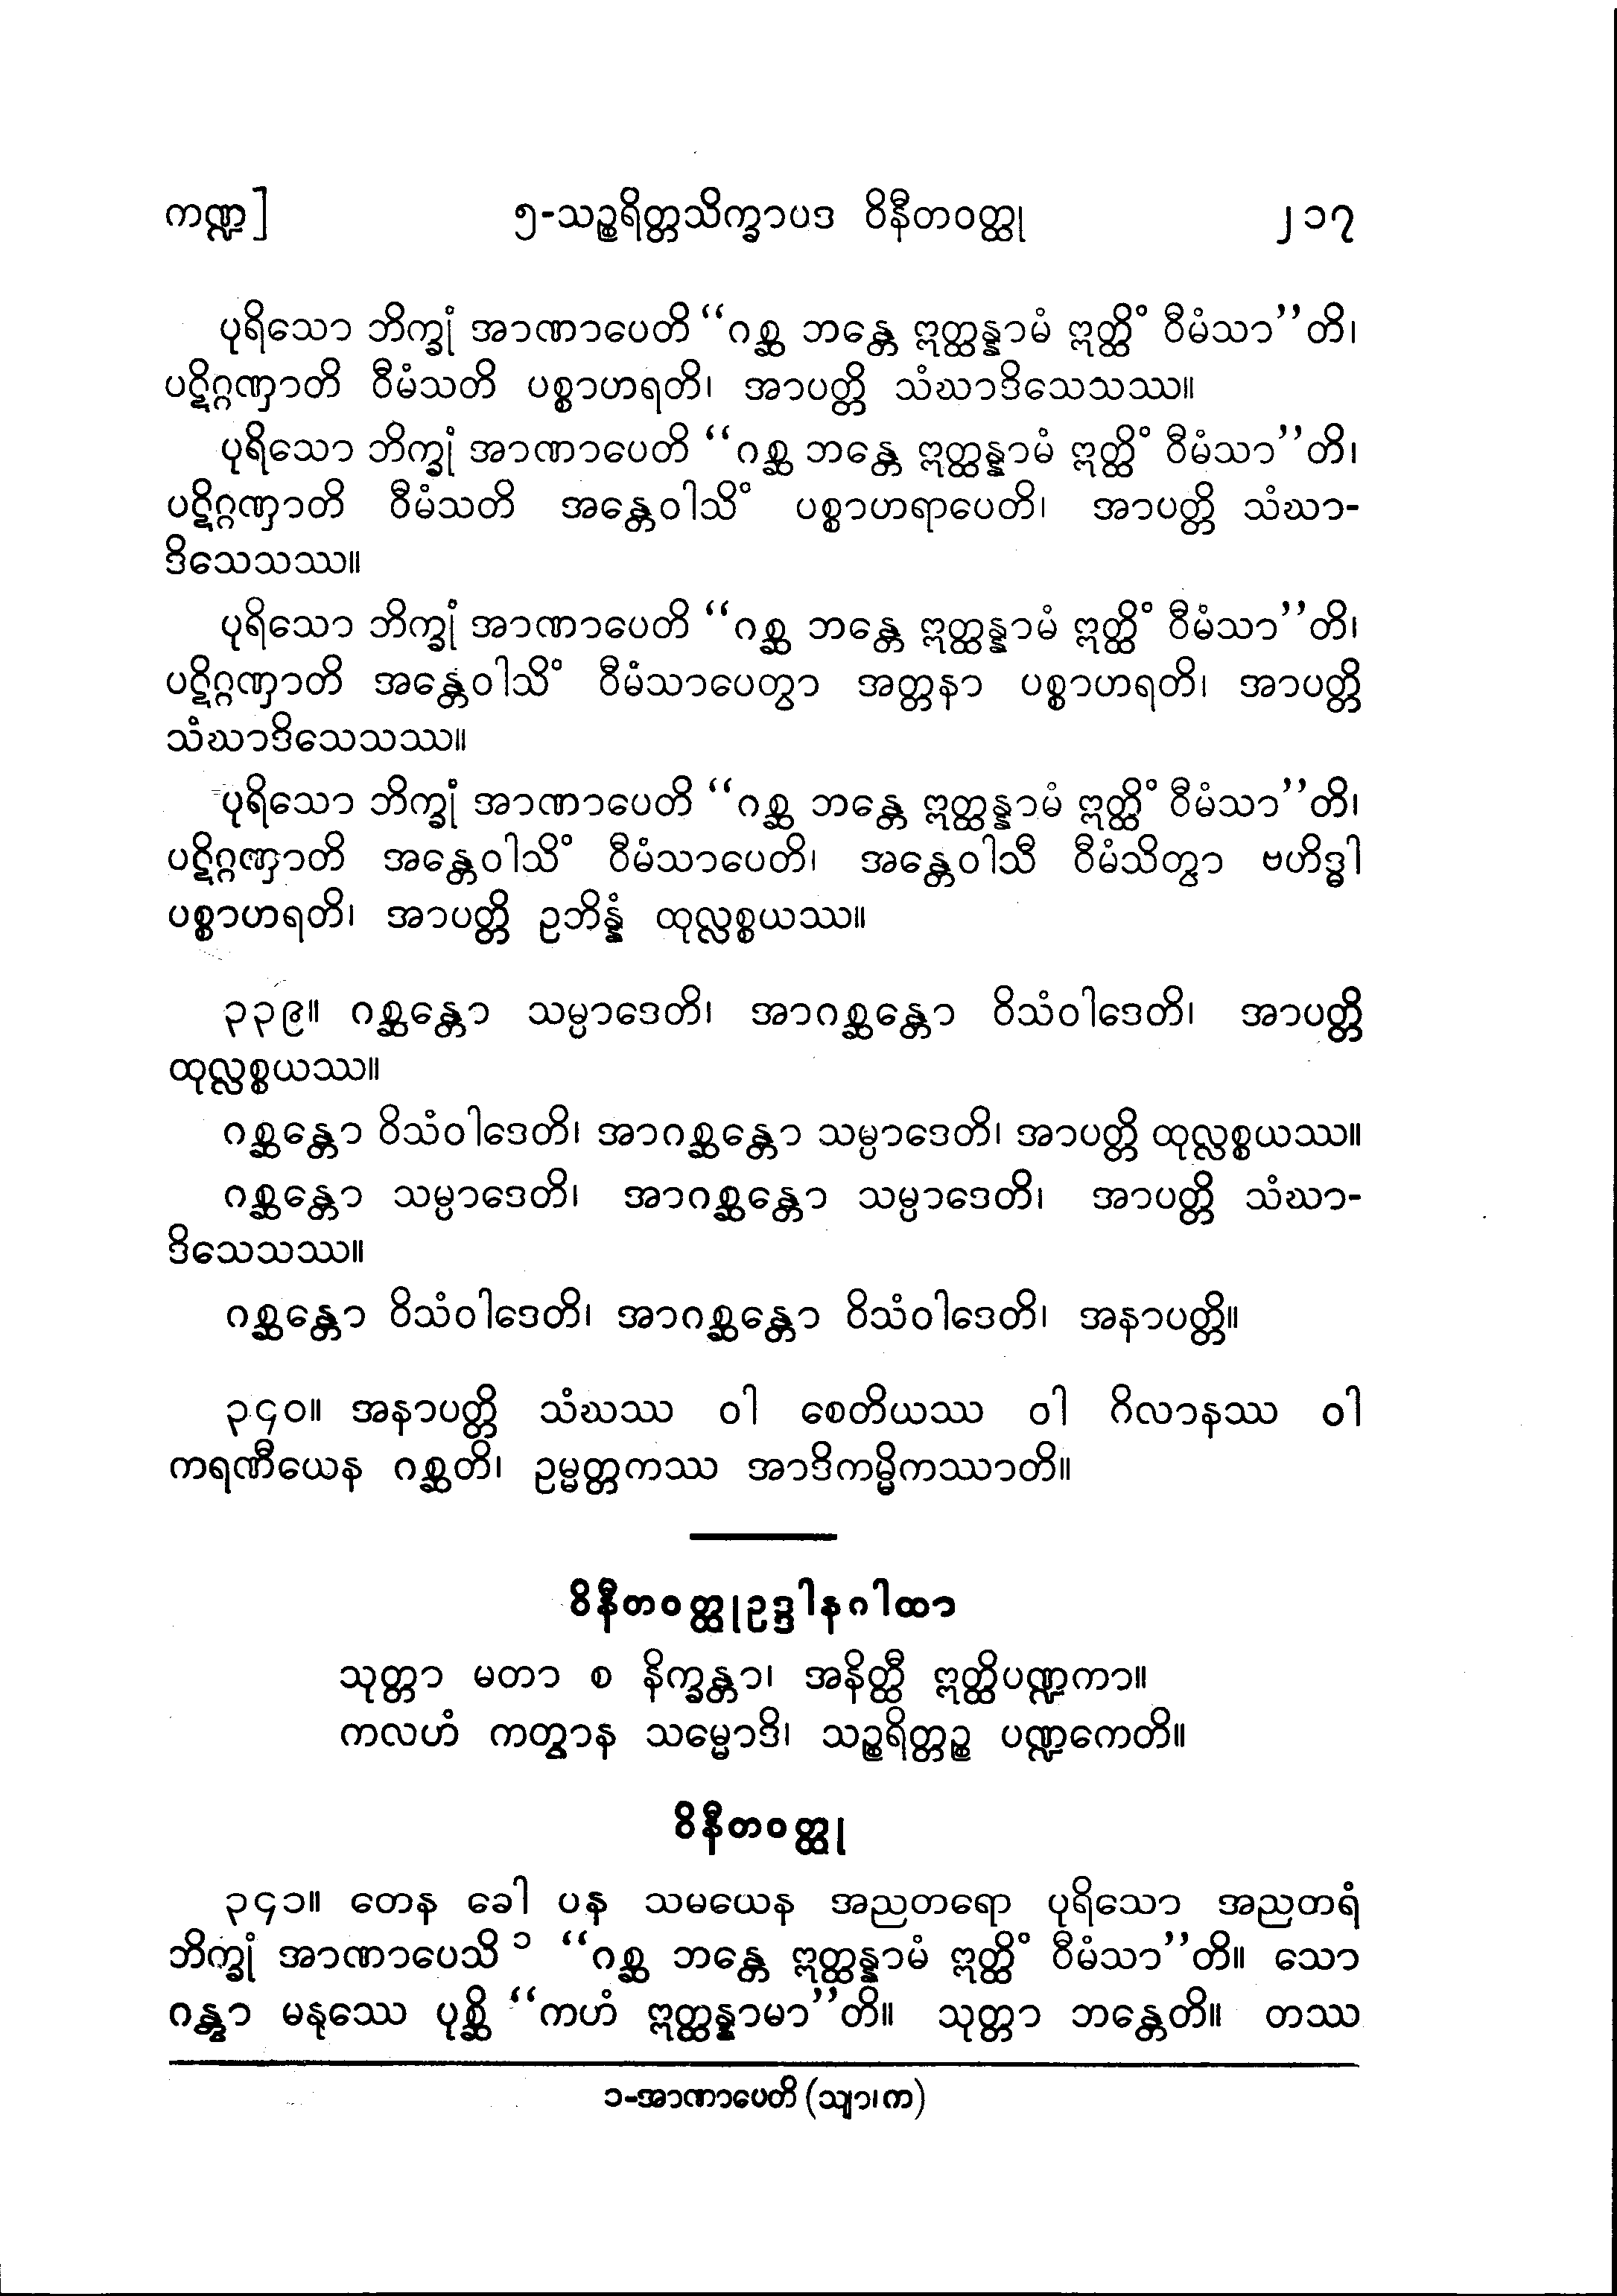 ကဏ္ဍ] ၅-သဉ္စရိတ္တသိက္ခာပဒ ဝိနီတဝတ္ထု ၂၁၇
ပုရိသော ဘိက္ခုံ အာဏာပေတိ “ဂစ္ဆ ဘန္တေ ဣတ္ထန္နာမံ ဣတ္ထိံ ဝီမံသာ”တိ၊
ပဋိဂ္ဂဏှာတိ ဝီမံသတိ ပစ္စာဟရတိ၊ အာပတ္တိ သံဃာဒိသေသဿ။
ပုရိသော ဘိက္ခုံ အာဏာပေတိ “ဂစ္ဆ ဘန္တေ ဣတ္ထန္နာမံ ဣတ္ထိံ ဝီမံသာ”တိ၊
ပဋိဂ္ဂဏှာတိ ဝီမံသတိ အန္တေဝါသိံ ပစ္စာဟရာပေတိ၊ အာပတ္တိ သံဃာ-
ဒိသေသဿ။
ပုရိသော ဘိက္ခုံ အာဏာပေတိ “ဂစ္ဆ ဘန္တေ ဣတ္ထန္နာမံ ဣတ္ထိံ ဝီမံသာ”တိ၊
ပဋိဂ္ဂဏှာတိ အန္တေဝါသိံ ဝီမံသာပေတွာ အတ္တနာ ပစ္စာဟရတိ၊ အာပတ္တိ
သံဃာဒိသေသဿ။
ပုရိသော ဘိက္ခုံ အာဏာပေတိ “ဂစ္ဆ ဘန္တေ ဣတ္ထန္နာမံ ဣတ္ထိံ ဝီမံသာ”တိ၊
ပဋိဂ္ဂဏှာတိ အန္တေဝါသိံ ဝီမံသာပေတိ၊ အန္တေဝါသီ ဝီမံသိတွာ ဗဟိဒ္ဓါ
ပစ္စာဟရတိ၊ အာပတ္တိ ဥဘိန္နံ ထုလ္လစ္စယဿ။
၃၃၉။ ဂစ္ဆန္တော သမ္ပာဒေတိ၊ အာဂစ္ဆန္တော ဝိသံဝါဒေတိ၊ အာပတ္တိ
ထုလ္လစ္စယဿ။
ဂစ္ဆန္တော ဝိသံဝါဒေတိ၊ အာဂစ္ဆန္တော သမ္ပာဒေတိ၊ အာပတ္တိ ထုလ္လစ္စယဿ။
ဂစ္ဆန္တော သမ္ပာဒေတိ၊ အာဂစ္ဆန္တော သမ္ပာဒေတိ၊ အာပတ္တိ သံဃာ-
ဒိသေသဿ။
ဂစ္ဆန္တော ဝိသံဝါဒေတိ၊ အာဂစ္ဆန္တော ဝိသံဝါဒေတိ၊ အနာပတ္တိ။
၃၄၀။ အနာပတ္တိ သံဃဿ ဝါ စေတိယဿ ဝါ ဂိလာနဿ ဝါ
ကရဏီယေန ဂစ္ဆတိ၊ ဥမ္မတ္တကဿ အာဒိကမ္မိကဿာတိ။
ဝိနီတဝတ္ထုဥဒ္ဒါနဂါထာ
သုတ္တာ မတာ စ နိက္ခန္တာ၊ အနိတ္ထီ ဣတ္ထိပဏ္ဍကာ။
ကလဟံ ကတွာန သမ္မောဒိ၊ သဉ္စရိတ္တဉ္စ ပဏ္ဍကေတိ။
ဝိနီတဝတ္ထု
၃၄၁။ တေန ခေါ ပန သမယေန အညတရော ပုရိသော အညတရံ
ဘိက္ခုံ အာဏာပေသိ ၁ “ဂစ္ဆ ဘန္တေ ဣတ္ထန္နာမံ ဣတ္ထိံ ဝီမံသာ”တိ။ သော
ဂန္တွာ မနုဿေ ပုစ္ဆိ “ကဟံ ဣတ္ထန္နာမာ”တိ။ သုတ္တာ ဘန္တေတိ။ တဿ
၁-အာဏာပေတိ (သျာ၊က)